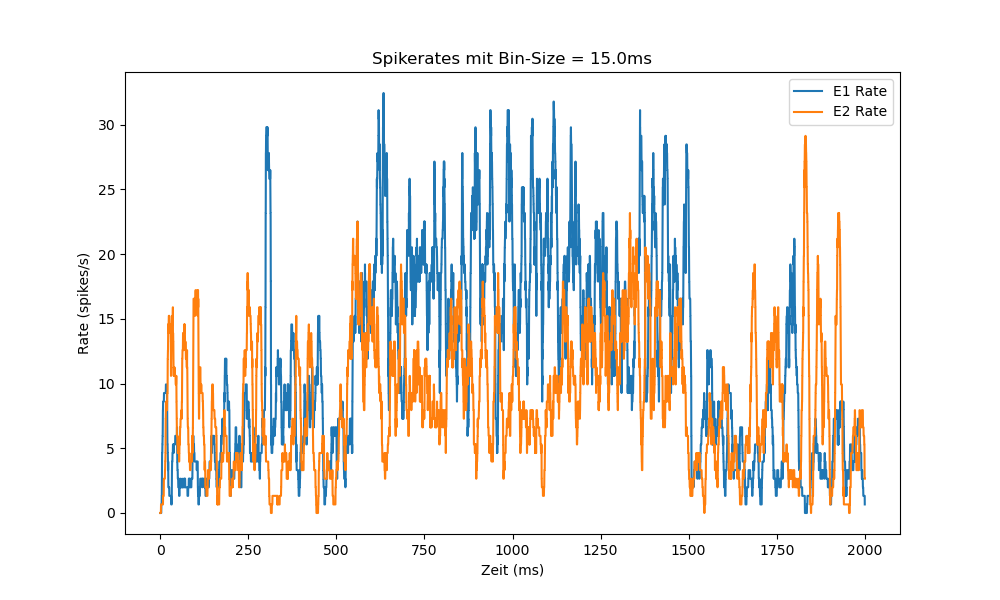 Spikerates mit Bin-Size = 15.0ms
E1 Rate
E2 Rate
30
25
20
15
10
5
0
Rate (spikes/s)
0 250 500 750 1000 1250 1500 1750 2000
Zeit (ms)